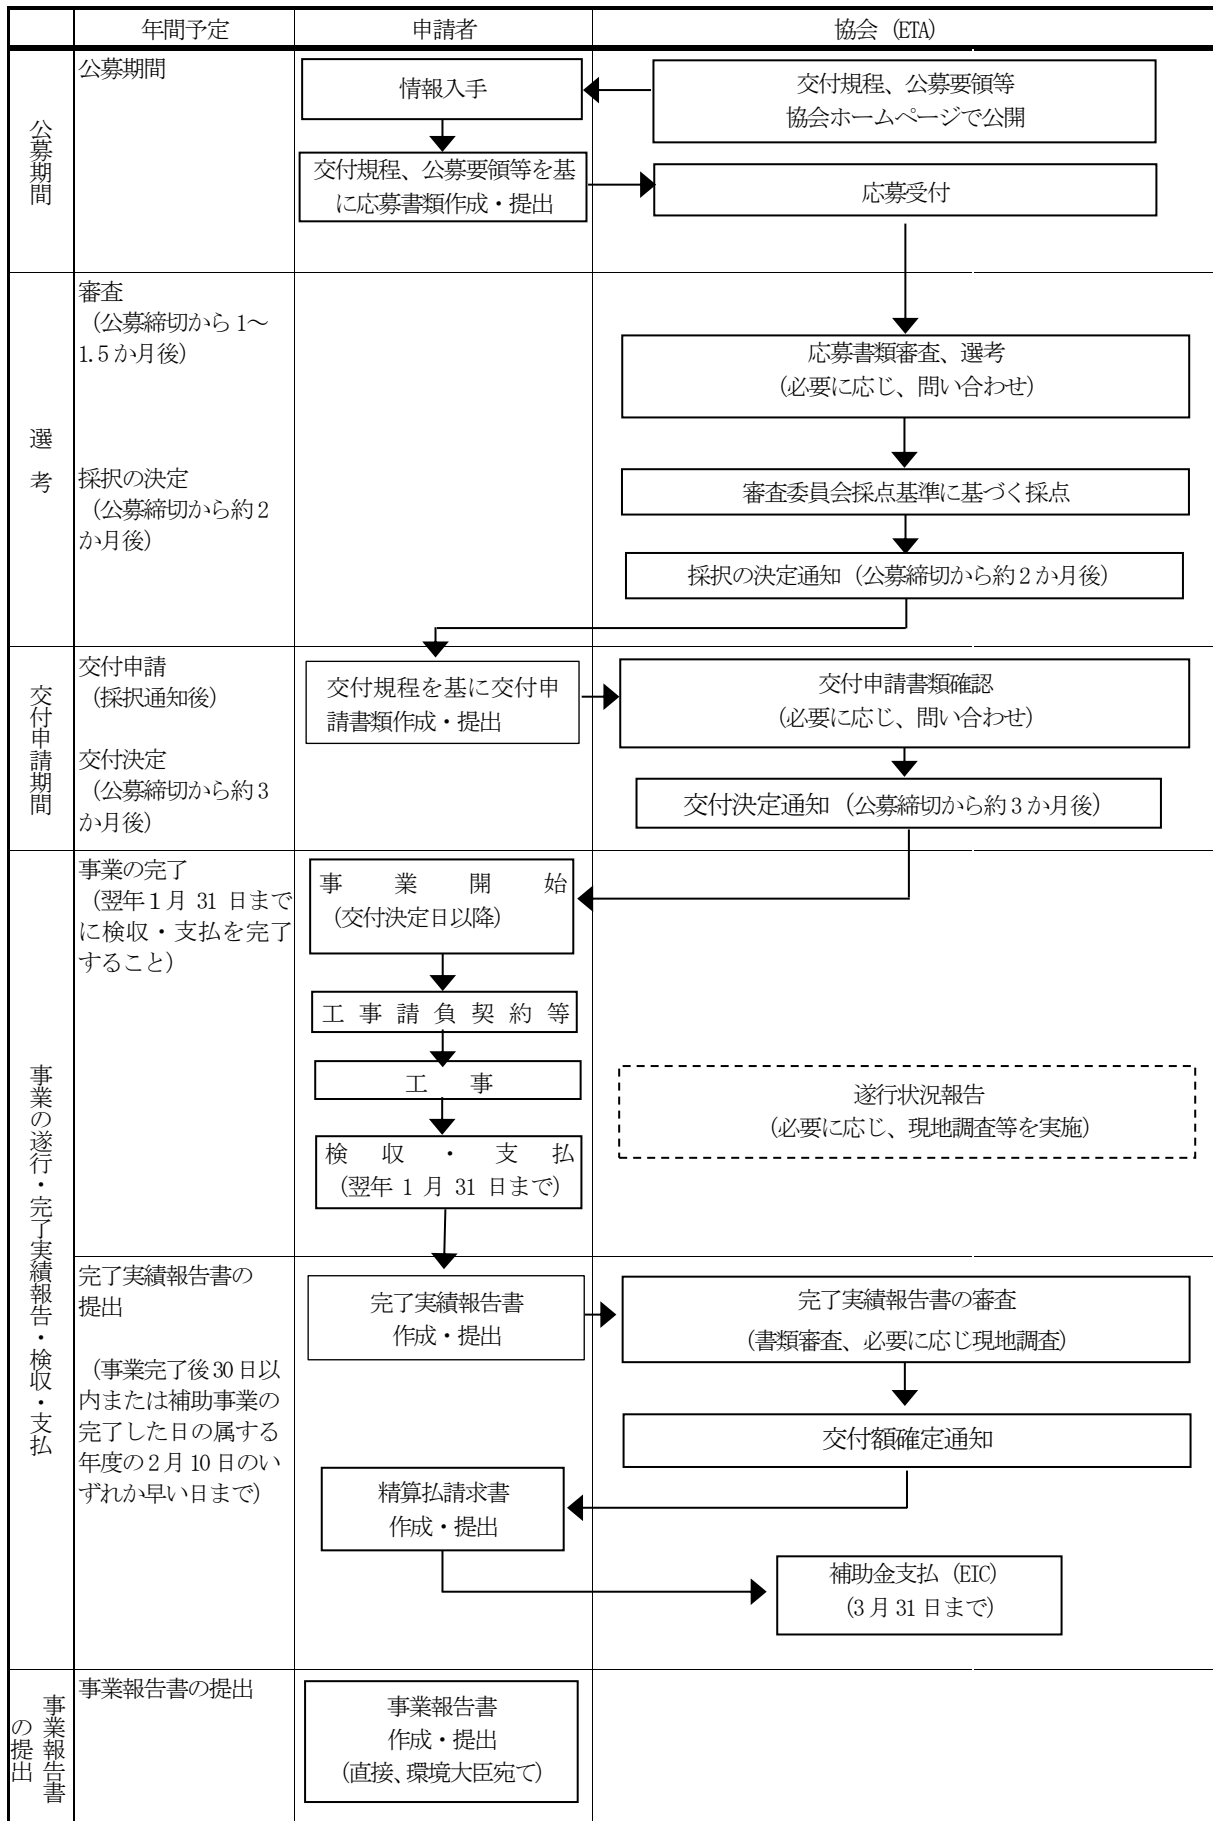 年間予定
申請者
協会（ETA）
公募期間
公募期間
情報入手
交付規程、公募要領等
協会ホームページで公開
交付規程、公募要領等を基
に応募書類作成・提出
応募受付
選考
審査
（公募締切から1～
1.5か月後）
応募書類審査、選考
（必要に応じ、問い合わせ）
採択の決定
（公募締切から約2
か月後）
審査委員会採点基準に基づく採点
採択の決定通知（公募締切から約2か月後）
交付申請期間
交付申請
（採択通知後）
交付規程を基に交付申
請書類作成・提出
交付申請書類確認
（必要に応じ、問い合わせ）
交付決定
（公募締切から約3
か月後）
交付決定通知（公募締切から約3か月後）
事業の遂行・完了実績報告・検収・支払
事業の完了
（翌年1月 31 日まで
に検収・支払を完了
すること）
事業開始
（交付決定日以降）
工事請負契約等
工事
遂行状況報告
（必要に応じ、現地調査等を実施）
検収・支払
（翌年 1 月 31 日まで）
完了実績報告書の
提出
（事業完了後30日以
内または補助事業の
完了した日の属する
年度の2月10日のい
ずれか早い日まで）
完了実績報告書
作成・提出
完了実績報告書の審査
（書類審査、必要に応じ現地調査）
交付額確定通知
精算払請求書
作成・提出
補助金支払（EIC）
（3月31日まで）
事業報告書
の提出
事業報告書の提出
事業報告書
作成・提出
（直接、環境大臣宛て）